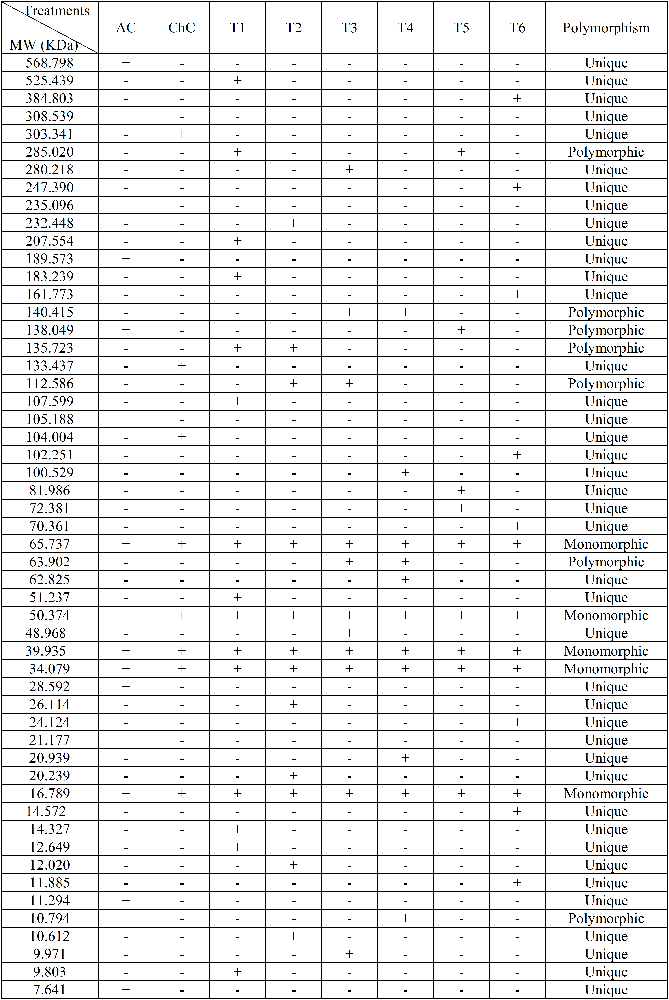 Treatments
MW (KDa) AC ChC T1 T2 T3 T4 T5 T6 Polymorphism
568.798 + - - - - - - - Unique
525.439 - - + - - - - - Unique
384.803 - - - - - - - + Unique
308.539 + - - - - - - - Unique
303.341 - + - - - - - - Unique
285.020 - - + - - - + - Polymorphic
280.218 - - - - + - - - Unique
247.390 - - - - - - - + Unique
235.096 + - - - - - - - Unique
232.448 - - - + - - - - Unique
207.554 - - + - - - - - Unique
189.573 + - - - - - - - Unique
183.239 - - + - - - - - Unique
161.773 - - - - - - - + Unique
140.415 - - - - + + - - Polymorphic
138.049 + - - - - - + - Polymorphic
135.723 - - + + - - - - Polymorphic
133.437 - + - - - - - - Unique
112.586 - - - + + - - - Polymorphic
107.599 - - + - - - - - Unique
105.188 + - - - - - - - Unique
104.004 - + - - - - - - Unique
102.251 - - - - - - - + Unique
100.529 - - - - - + - - Unique
81.986 - - - - - - + - Unique
72.381 - - - - - - + - Unique
70.361 - - - - - - - + Unique
65.737 + + + + + + + + Monomorphic
63.902 - - - - + + - - Polymorphic
62.825 - - - - - + - - Unique
51.237 - - + - - - - - Unique
50.374 + + + + + + + + Monomorphic
48.968 - - - - + - - - Unique
39.935 + + + + + + + + Monomorphic
34.079 + + + + + + + + Monomorphic
28.592 + - - - - - - - Unique
26.114 - - - + - - - - Unique
24.124 - - - - - - - + Unique
21.177 + - - - - - - - Unique
20.939 - - - - - + - - Unique
20.239 - - - + - - - - Unique
16.789 + + + + + + + + Monomorphic
14.572 - - - - - - - + Unique
14.327 - - + - - - - - Unique
12.649 - - + - - - - - Unique
12.020 - - - + - - - - Unique
11.885 - - - - - - - + Unique
11.294 + - - - - - - - Unique
10.794 + - - - - + - - Polymorphic
10.612 - - - + - - - - Unique
9.971 - - - - + - - - Unique
9.803 - - + - - - - - Unique
7.641 + - - - - - - - Unique